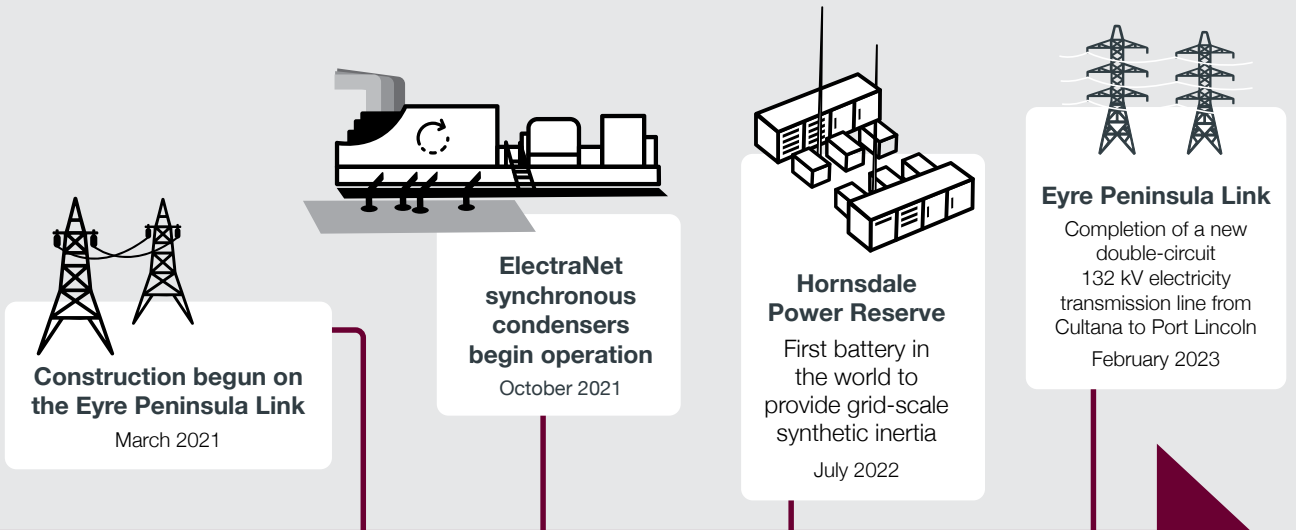 Construction begun on
the Eyre Peninsula Link
March 2021
ElectraNet
synchronous
condensers
begin operation
October 2021
Hornsdale
Power Reserve
First battery in
the world to
provide grid-scale
synthetic inertia
July 2022
Eyre Peninsula Link
Completion of a new
double-circuit
132 kV electricity
transmission line from
Cultana to Port Lincoln
February 2023